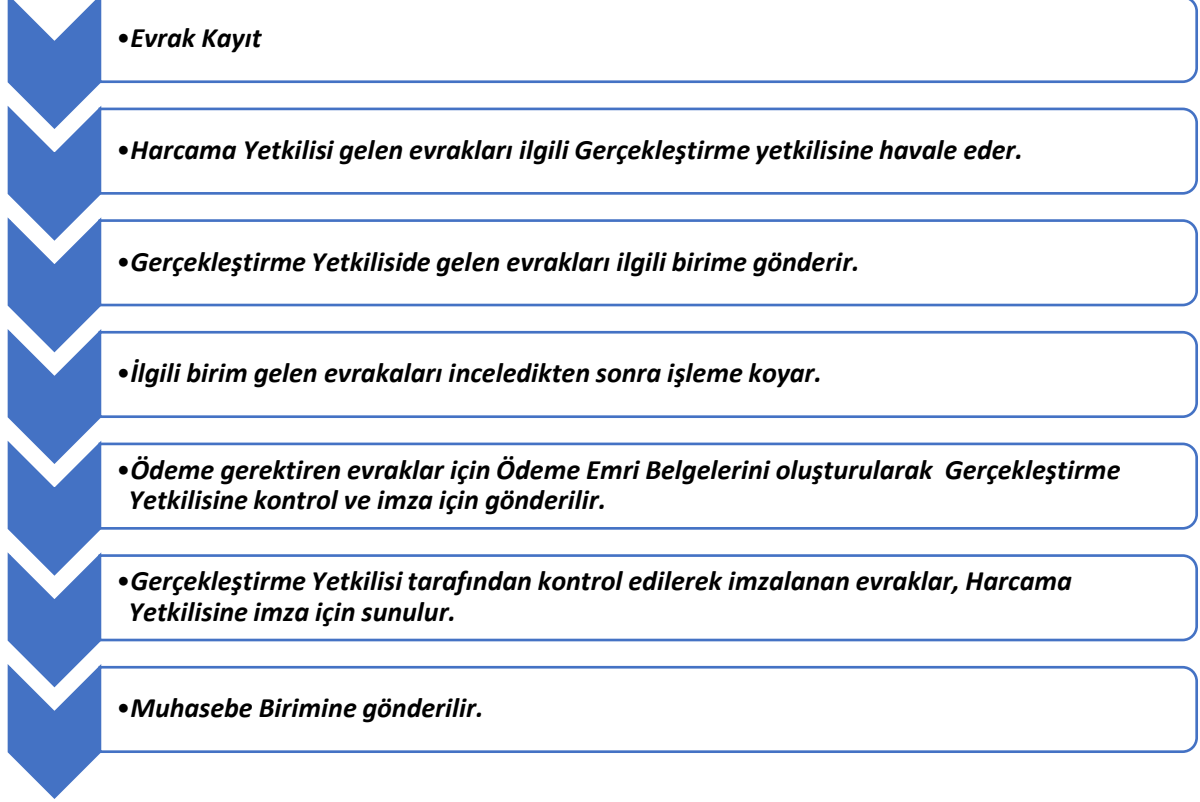 •Evrak Kayıt
•Harcama Yetkilisi gelen evrakları ilgili Gerçekleştirme yetkilisine havale eder.
•Gerçekleştirme Yetkiliside gelen evrakları ilgili birime gönderir.
•İlgili birim gelen evrakaları inceledikten sonra işleme koyar.
•Ödeme gerektiren evraklar için Ödeme Emri Belgelerini oluşturularak Gerçekleştirme
Yetkilisine kontrol ve imza için gönderilir.
•Gerçekleştirme Yetkilisi tarafından kontrol edilerek imzalanan evraklar, Harcama
Yetkilisine imza için sunulur.
•Muhasebe Birimine gönderilir.